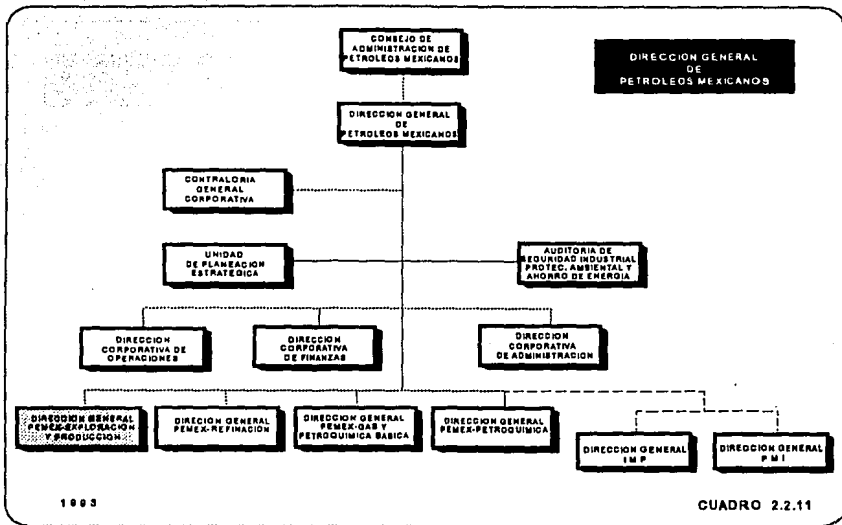 CONSEJO DE
ADMINISTRACION DE
PETROLEOS MEXICANOS
DIRECCION GENERAL
DE
PETROLEOS MEXICANOS
DIRECCION GENERAL
DE
PETROLEOS MEXICANOS
CONTRALORIA
GENERAL
CORPORATIVA
UNIDAD
DE PLANEACION
ESTRATEGICA
AUDITORIA DE
SEGURIDAD INDUSTRIAL
PROTEC. AMBIENTAL Y
AHORRO DE ENERGIA
DIRECCION
CORPORATIVA DE
OPERACIONES
DIRECCION
CORPORATIVA
DE FINANZAS
DIRECCION
CORPORATIVA
DE ADMINISTRACION
DIRECCION GENERAL
PEMEX-EXPLORACION
Y PRODUCCION
DIRECION GENERAL
PEMEX-REFINACIÓN
DIRECCION GENERAL
PEMEX-GAS Y
PETROQUIMICA BASICA
DIRECCION GENERAL
PEMEX-PETROQUIMICA
DIRECCION GENERAL
I M P
DIRECCION GENERAL
P M I
1993
CUADRO 2.2.11